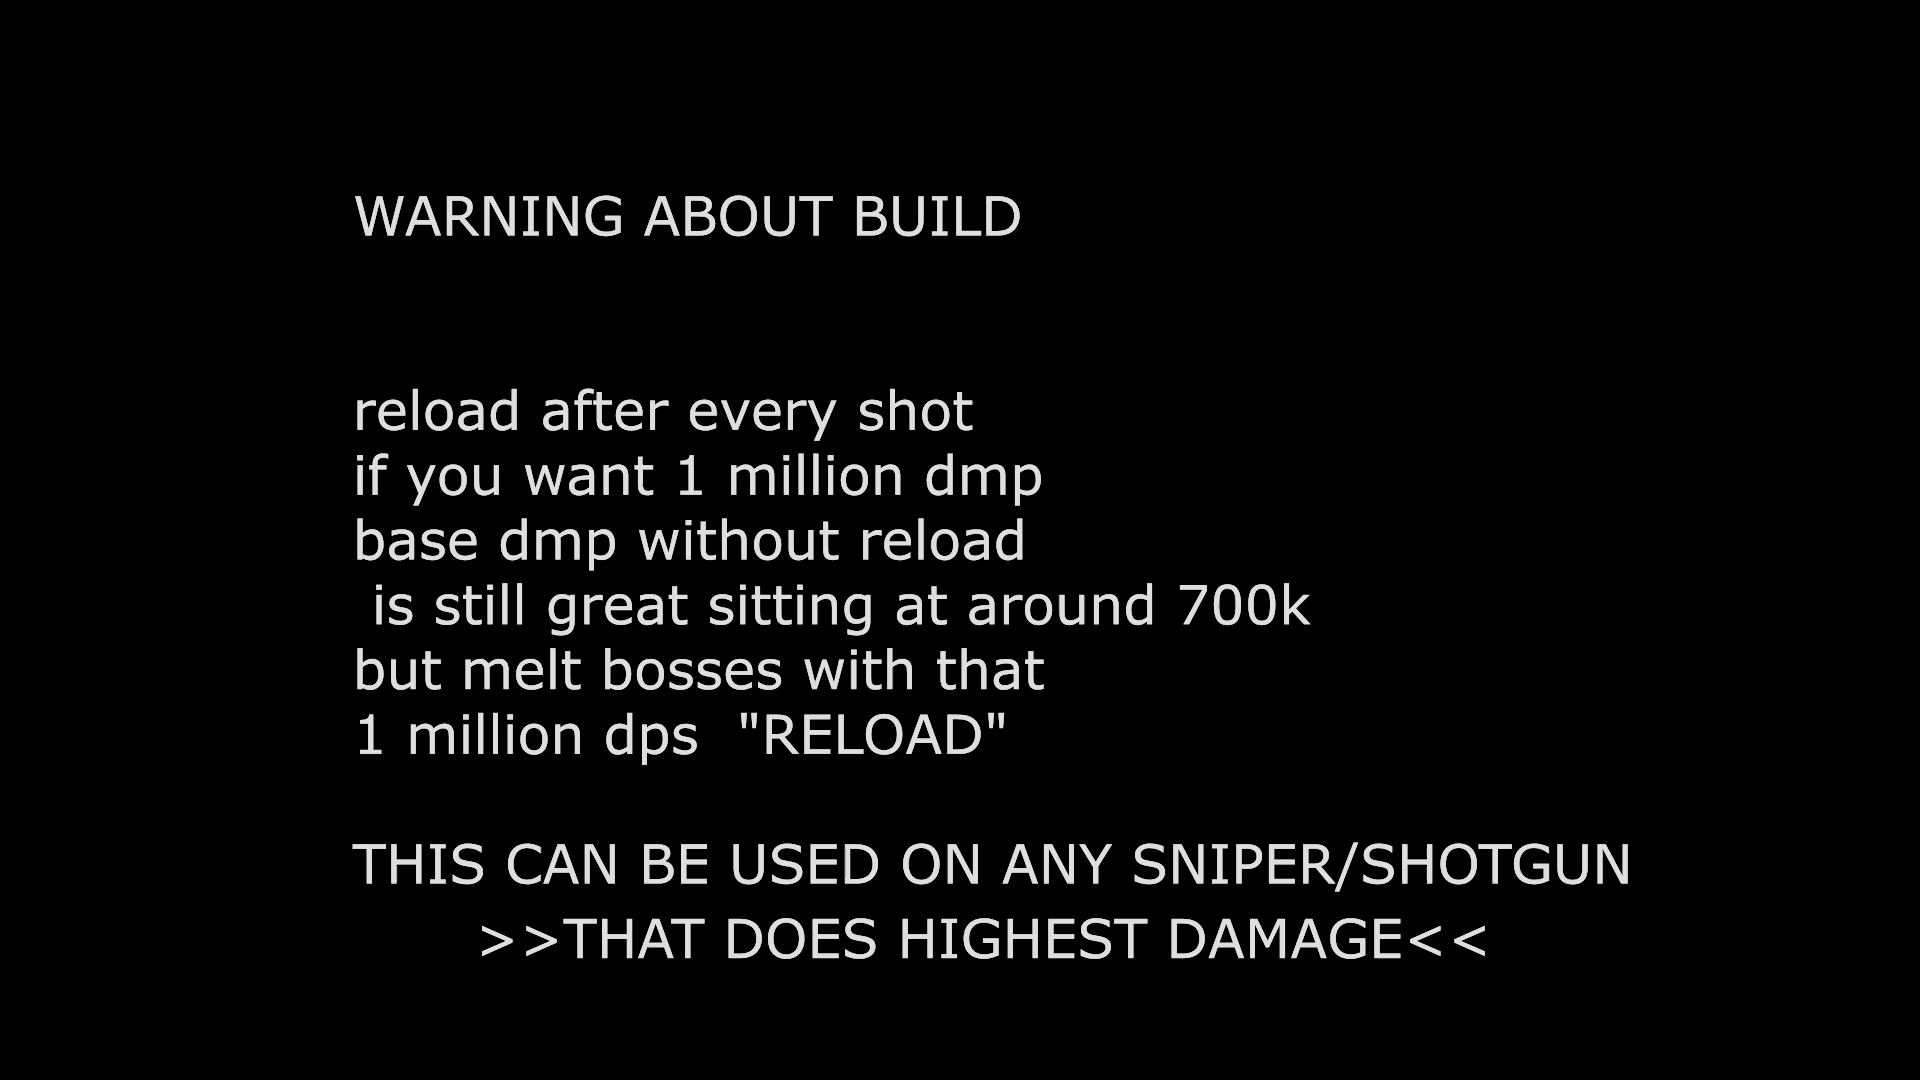 WARNING ABOUT BUILD
reload after every shot
if you want 1 million dmp
base dmp without reload
is still great sitting at around 700k
but melt bosses with that
1 million dps  "RELOAD"
THIS CAN BE USED ON ANY SNIPER/SHOTGUN
>>THAT DOES HIGHEST DAMAGE<<